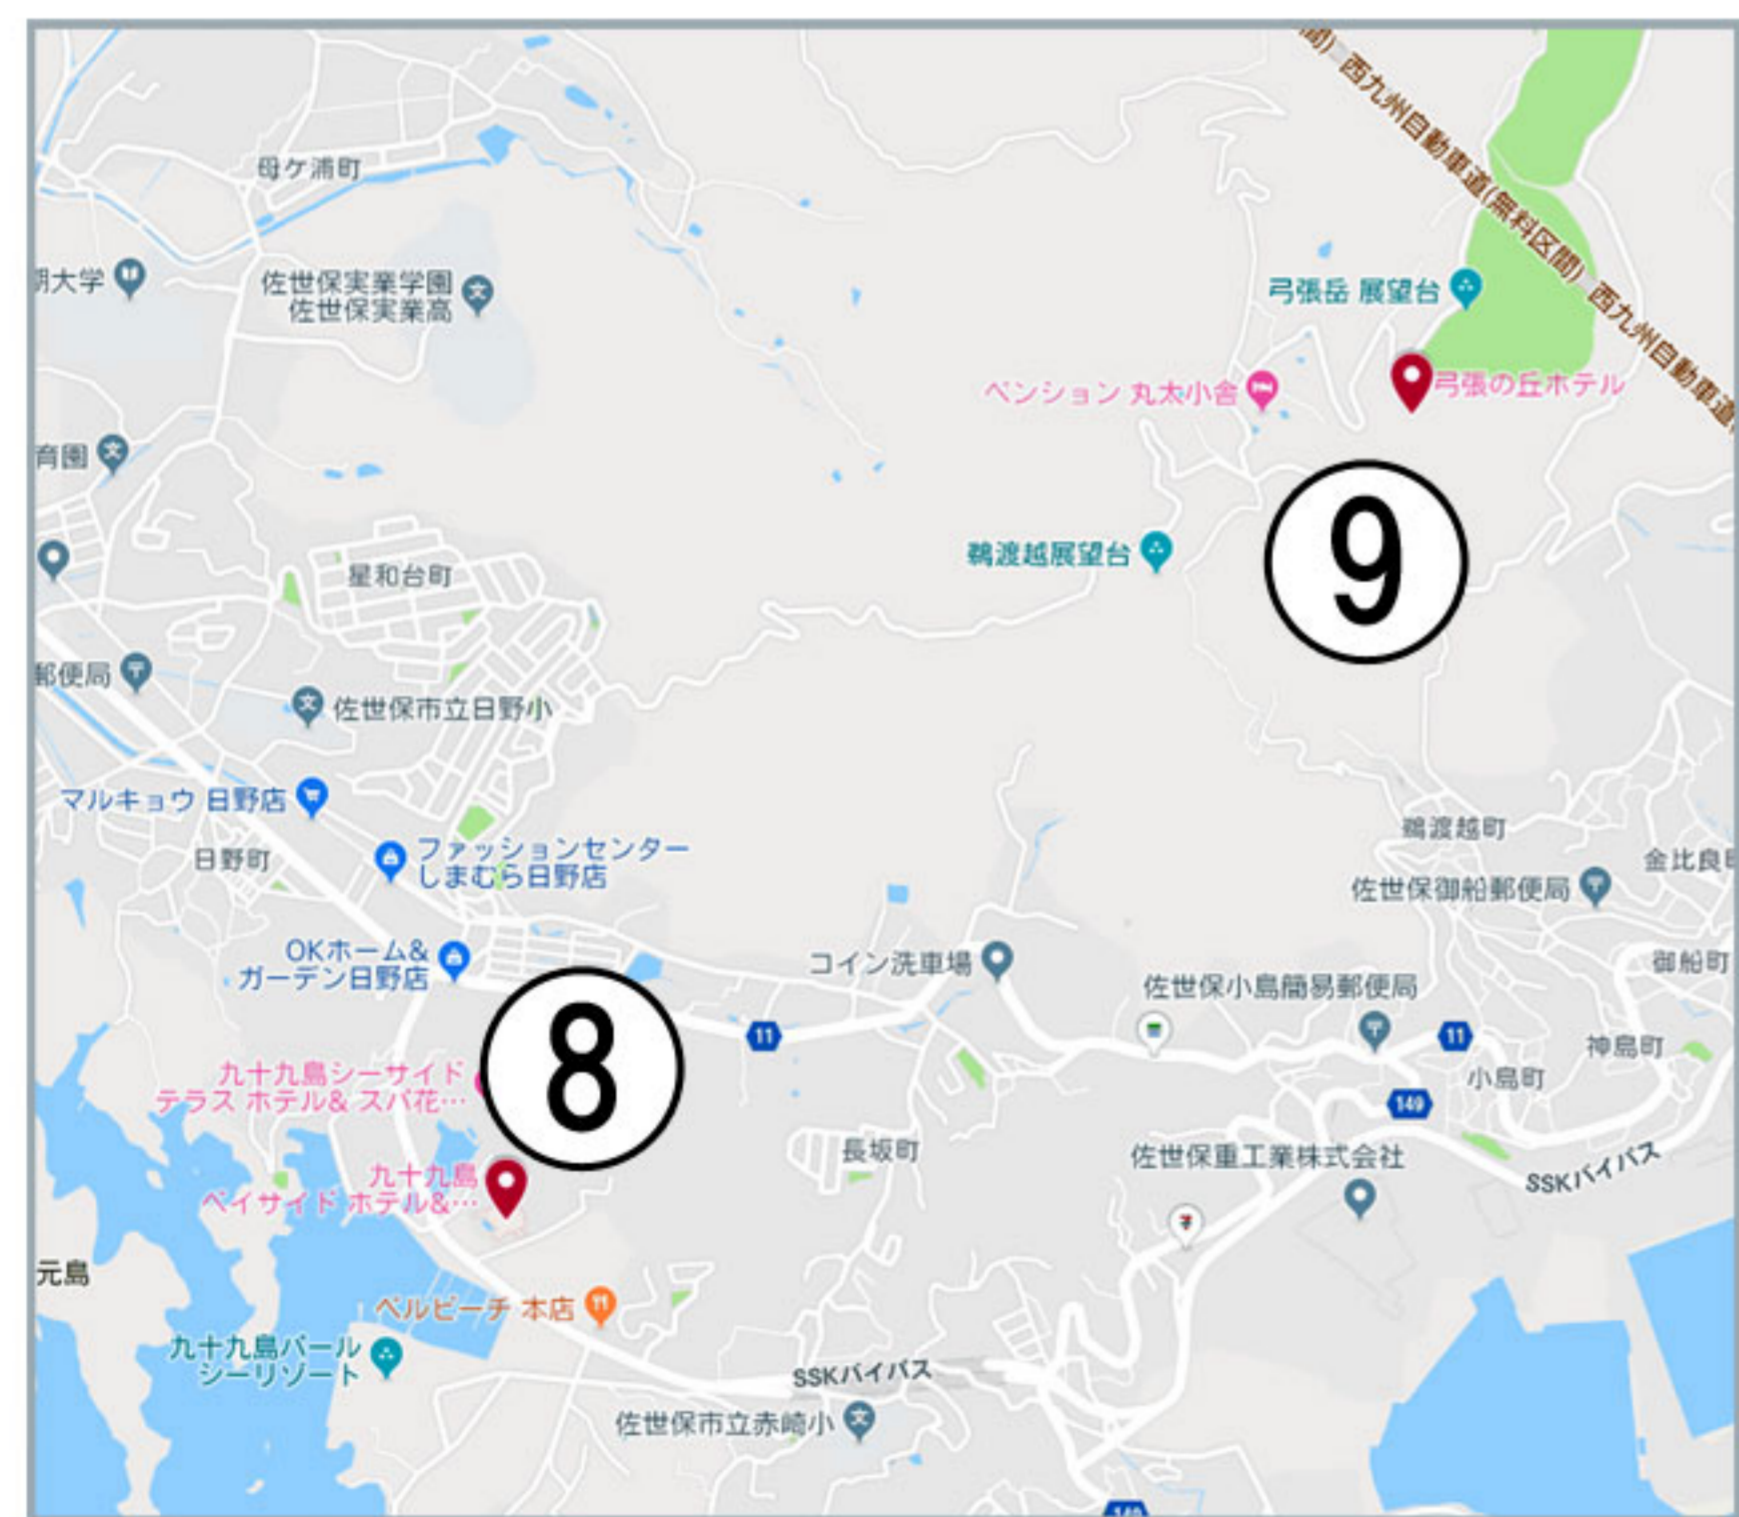 間) 西九州自動車道(無料区間) 西九州自動車道
母ケ浦町
期大学
佐世保実業学園
佐世保実業高
弓張岳 展望台
ペンション 丸太小舎
弓張の丘ホテル
育園
9
鵜渡越展望台
星和台町
郵便局
佐世保市立日野小
マルキョウ 日野店
日野町
ファッションセンター
しまむら日野店
鵜渡越町
金比良町
佐世保御船郵便局
OKホーム&
ガーデン日野店
コイン洗車場
御船町
佐世保小島簡易郵便局
11
11
神島町
小島町
8
九十九島シーサイド
テラス ホテル& スパ花…
149
長坂町
佐世保重工業株式会社
SSKバイパス
九十九島
ベイサイド ホテル&…
元島
ベルビーチ 本店
九十九島パール
シーリゾート
SSKバイパス
佐世保市立赤崎小
149